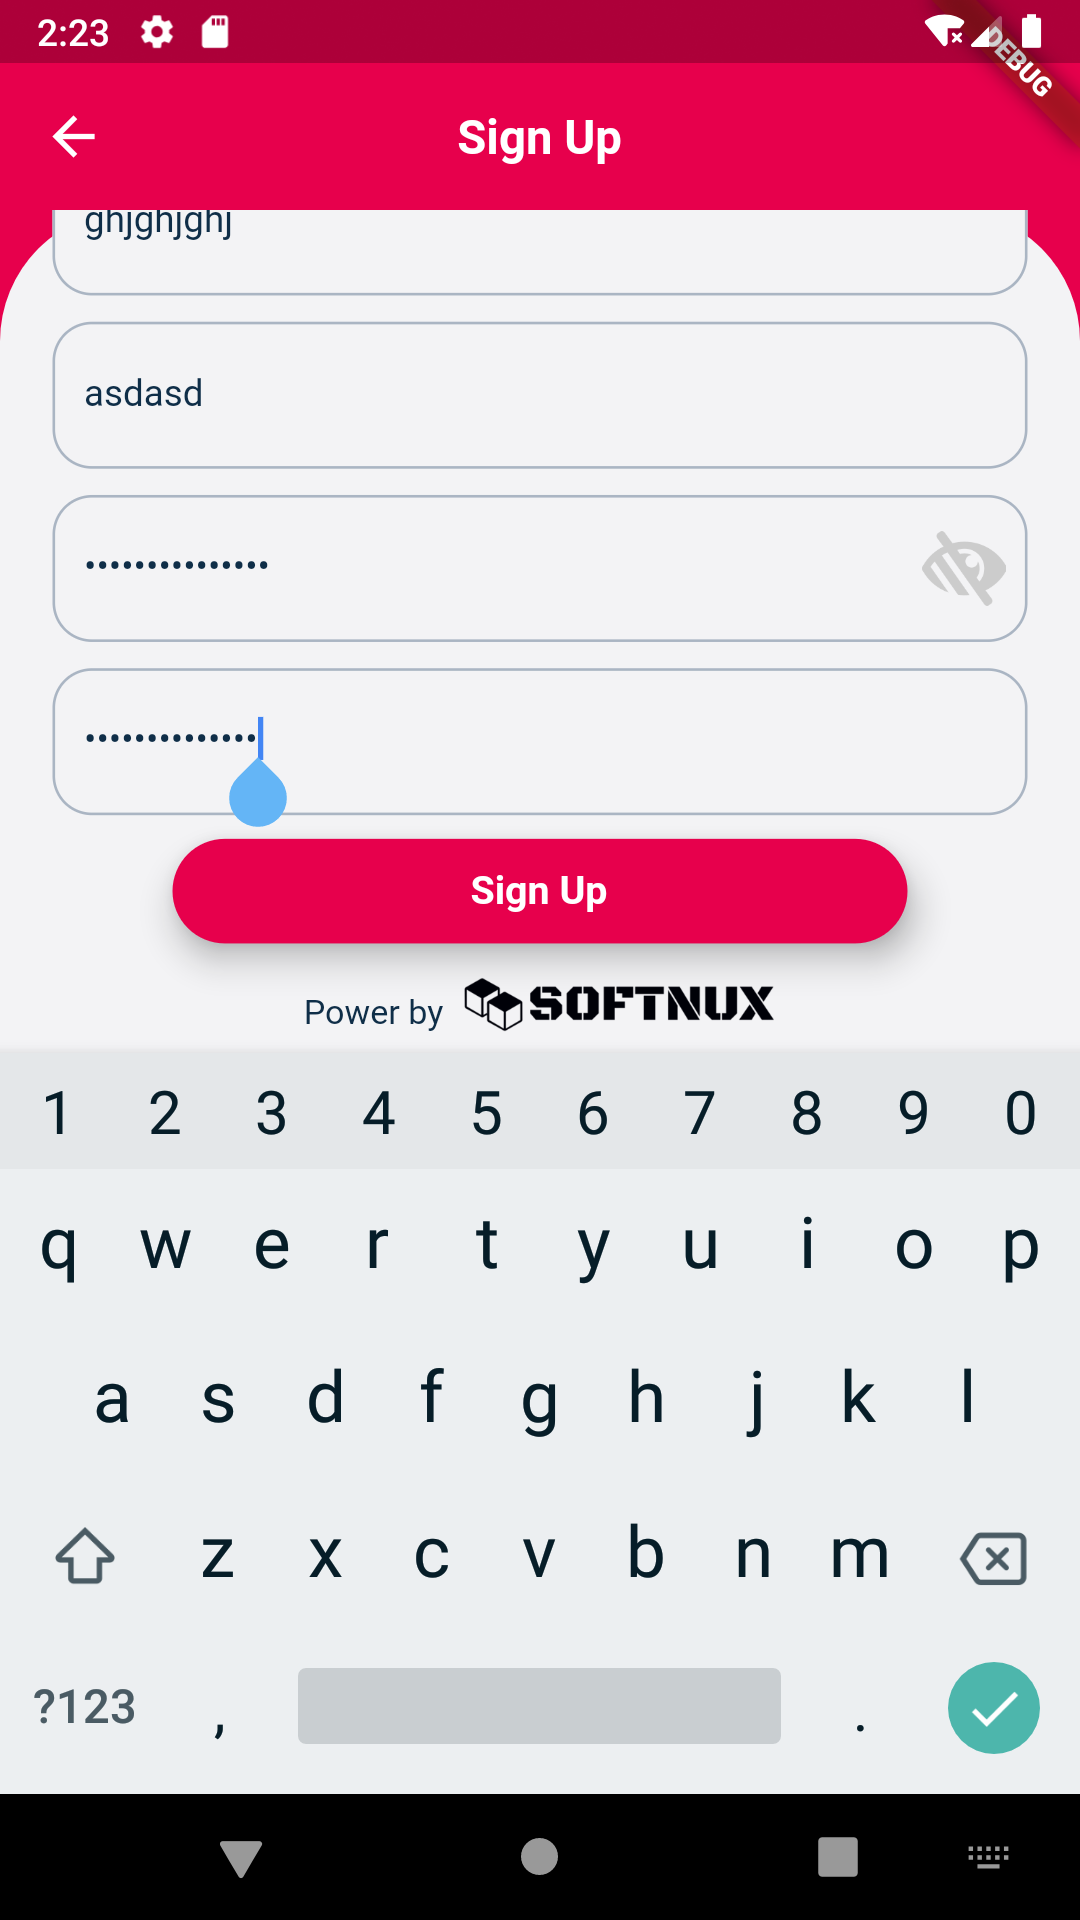 2:23
DEBUG
Sign Up
ghjghjghj
asdasd
•••••••••••••••
••••••••••••••
Sign Up
Power by SOFTNUX
1 2 3 4 5 6 7 8 9 0
q w e r t y u i o p
a s d f g h j k l
z x c v b n m
?123 , .